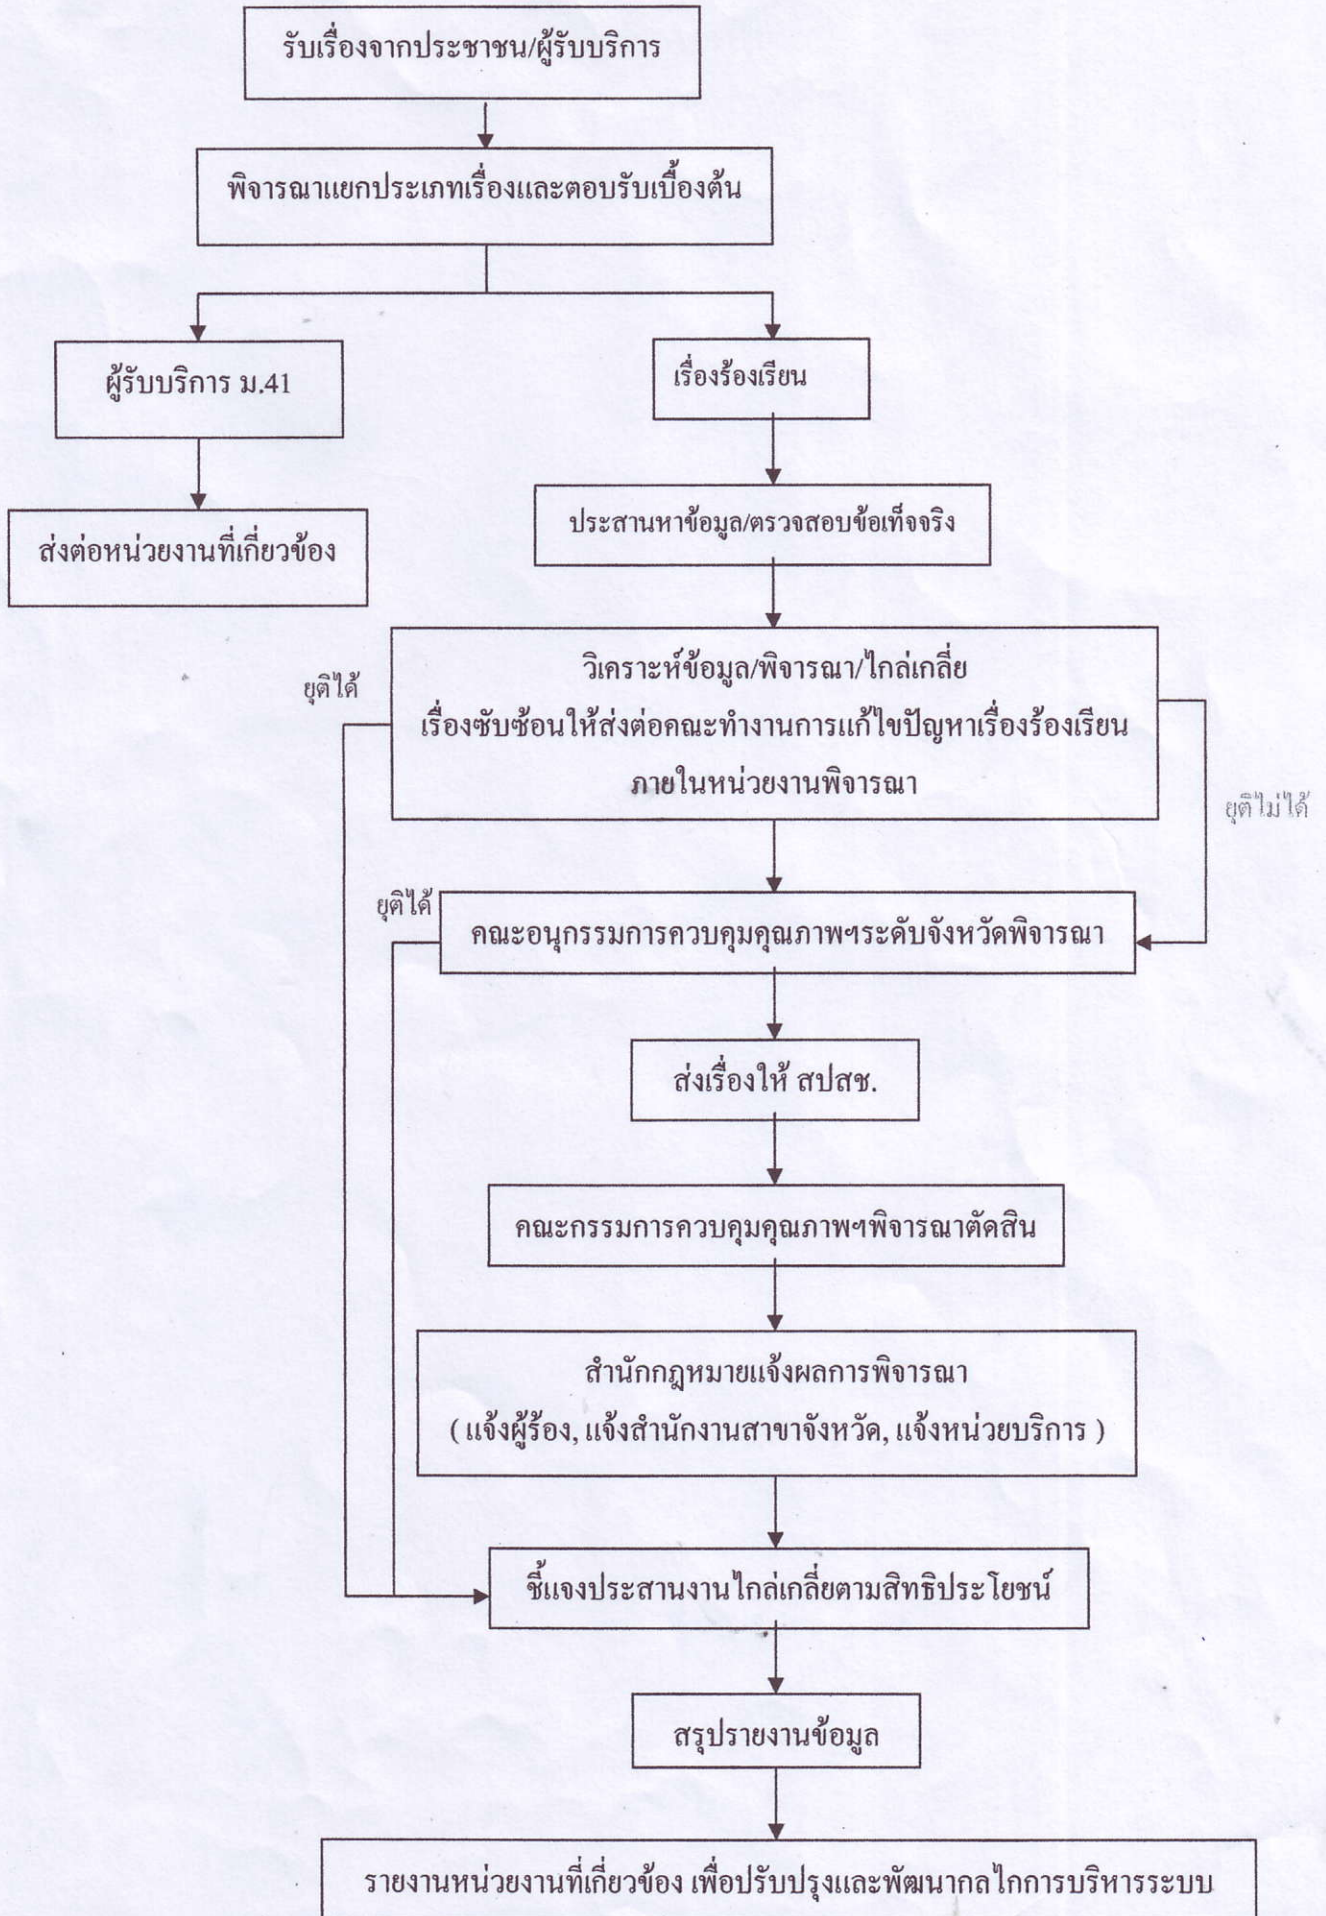 รับเรื่องจากประชาชน/ผู้รับบริการ
พิจารณาแยกประเภทเรื่องและตอบรับเบื้องต้น
ผู้รับบริการ ม.41
เรื่องร้องเรียน
ส่งต่อหน่วยงานที่เกี่ยวข้อง
ประสานหาข้อมูล/ตรวจสอบข้อเท็จจริง
ยุติได้
วิเคราะห์ข้อมูล/พิจารณา/ไกล่เกลี่ย
เรื่องซับซ้อนให้ส่งต่อคณะทำงานการแก้ไขปัญหาเรื่องร้องเรียน
ภายในหน่วยงานพิจารณา
ยุติไม่ได้
ยุติได้
คณะอนุกรรมการควบคุมคุณภาพฯระดับจังหวัดพิจารณา
ส่งเรื่องให้ สปสช.
คณะกรรมการควบคุมคุณภาพฯพิจารณาตัดสิน
สำนักกฎหมายแจ้งผลการพิจารณา
( แจ้งผู้ร้อง, แจ้งสำนักงานสาขาจังหวัด, แจ้งหน่วยบริการ )
ชี้แจงประสานงานไกล่เกลี่ยตามสิทธิประโยชน์
สรุปรายงานข้อมูล
รายงานหน่วยงานที่เกี่ยวข้อง เพื่อปรับปรุงและพัฒนากลไกการบริหารระบบ